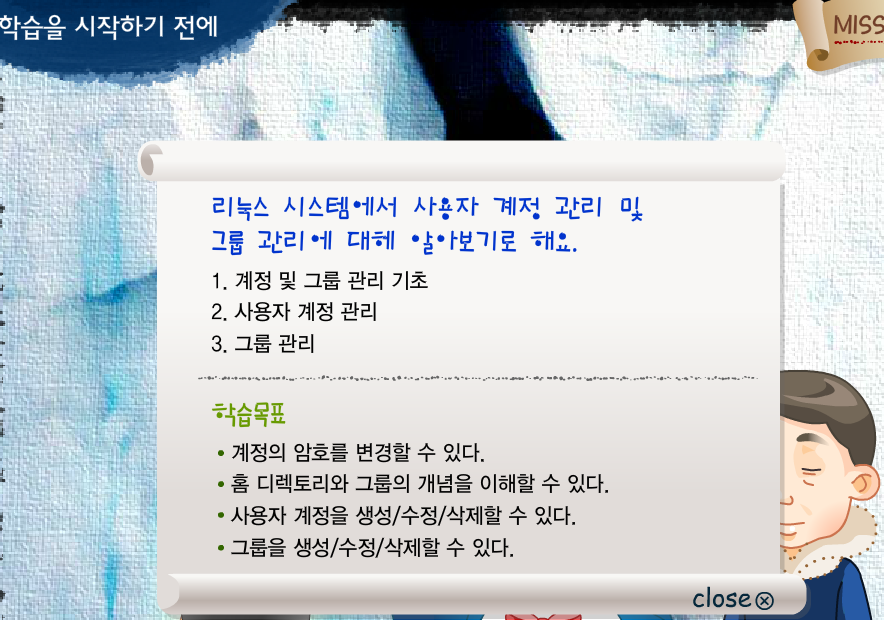 학습을 시작하기 전에
MISS
리눅스 시스템에서 사용자 계정 관리 및
그룹 관리에 대헤 알아보기로 해요.
1. 계정 및 그룹 관리 기초
2. 사용자 계정 관리
3. 그룹 관리
학습목표
• 계정의 암호를 변경할 수 있다.
• 홈 디렉토리와 그룹의 개념을 이해할 수 있다.
• 사용자 계정을 생성/수정/삭제할 수 있다.
• 그룹을 생성/수정/삭제할 수 있다.
close⊗